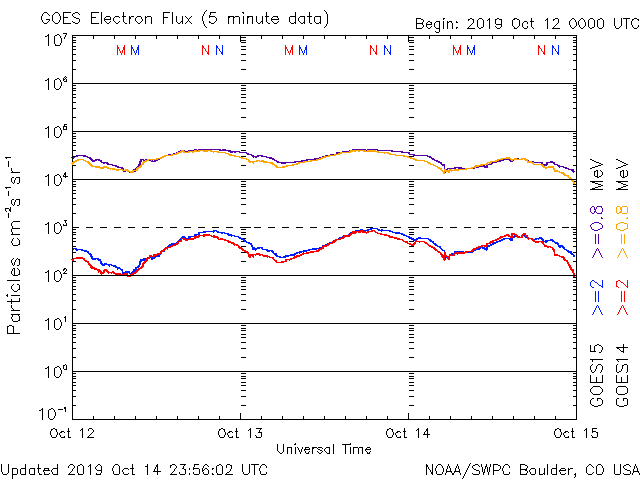 GOES Electron Flux (5 minute data)
Begin: 2019 Oct 12 0000 UTC
10⁷
M M N N M M N N M M N N
10⁶
10⁵
10⁴
10³
10²
10¹
10⁰
10⁻¹
Particles cm⁻²s⁻¹sr⁻¹
Oct 12 Oct 13 Oct 14 Oct 15
Universal Time
GOES15 >=2 >=0.8 MeV
GOES14 >=2 >=0.8 MeV
Updated 2019 Oct 14 23:56:02 UTC
NOAA/SWPC Boulder, CO USA